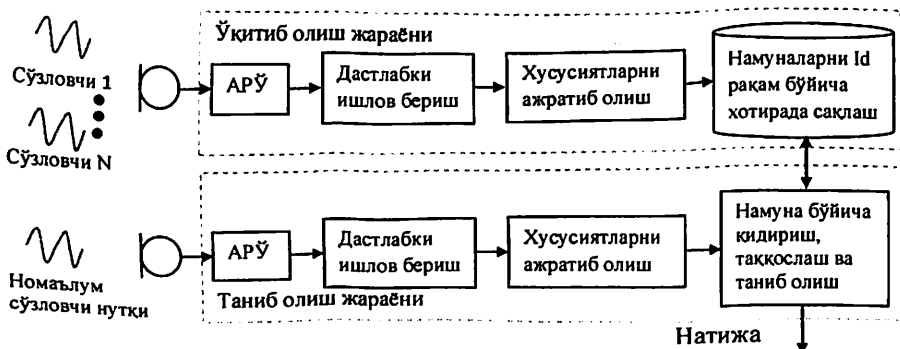 Ўқитиб олиш жараёни
Сўзловчи 1
Сўзловчи N
АРЎ
Дастлабки
ишлов бериш
Хусусиятларни
ажратиб олиш
Намуналарни Id
рақам бўйича
хотирада сақлаш
Номаълум
сўзловчи нутқи
АРЎ
Дастлабки
ишлов бериш
Хусусиятларни
ажратиб олиш
Намуна бўйича
қидириш,
таққослаш ва
таниб олиш
Таниб олиш жараёни
Натижа